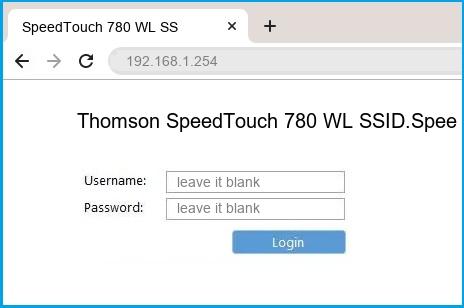 SpeedTouch 780 WL SS
192.168.1.254
Thomson SpeedTouch 780 WL SSID.Spee
Username: leave it blank
Password: leave it blank
Login